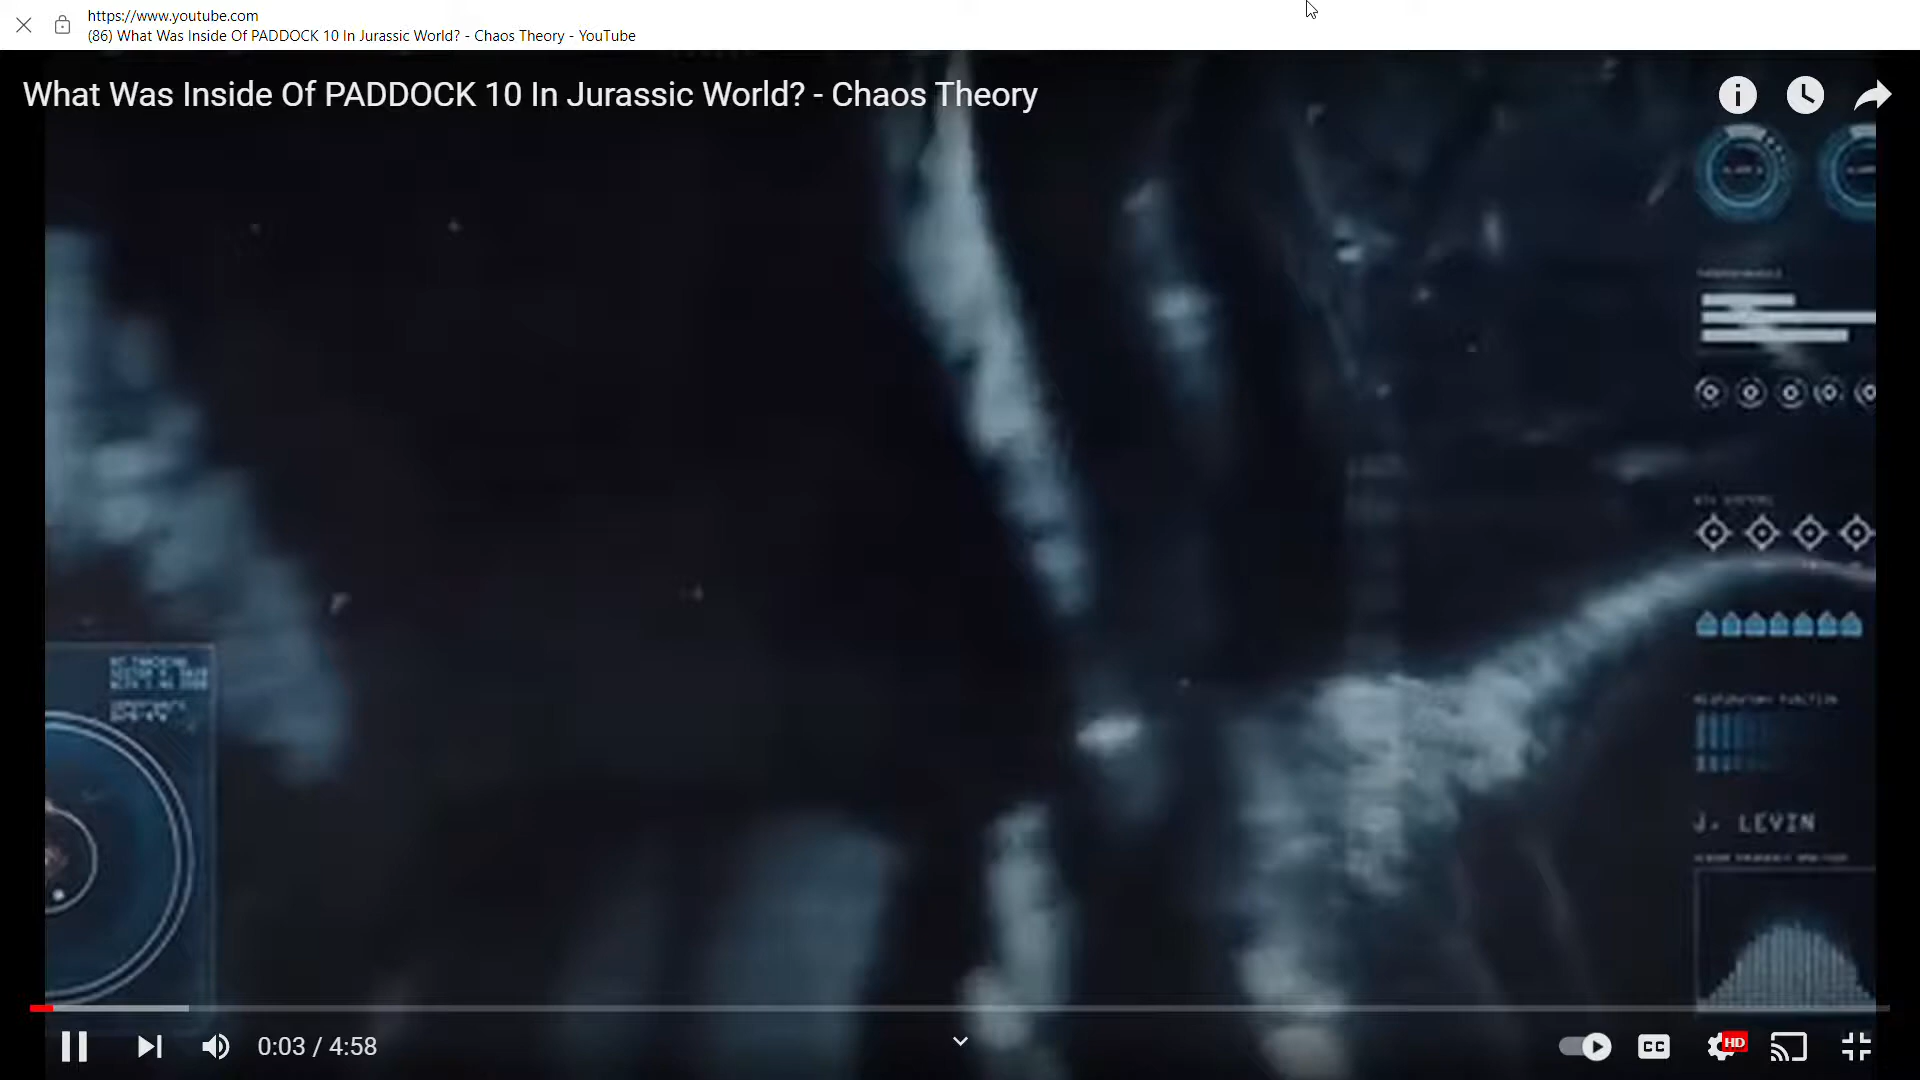 https://www.youtube.com
(86) What Was Inside Of PADDOCK 10 In Jurassic World? - Chaos Theory - YouTube
What Was Inside Of PADDOCK 10 In Jurassic World? - Chaos Theory
J. LEVIN
0:03 / 4:58
CC
HD